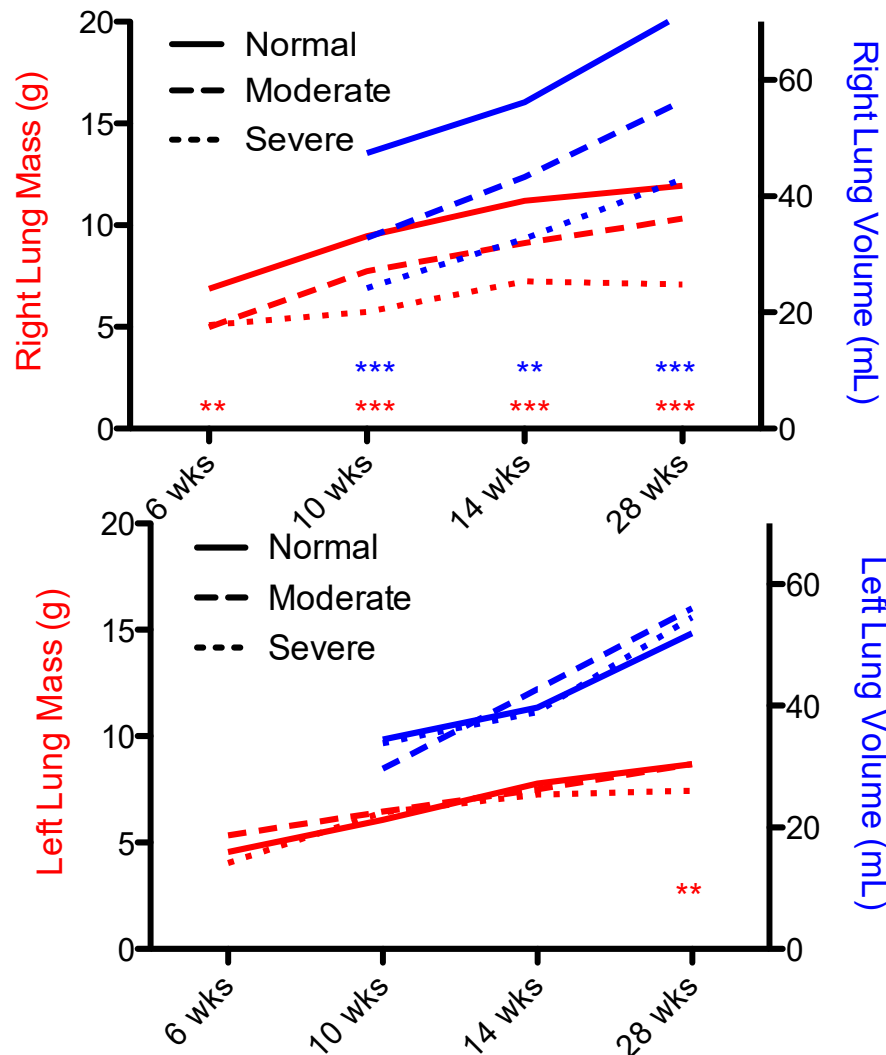 Right Lung Mass (g)
20
15
10
5
0
Normal
Moderate
Severe
*** ** ***
** *** *** ***
60
40
20
0
Right Lung Volume (mL)
6 wks 10 wks 14 wks 28 wks
Left Lung Mass (g)
20
15
10
5
0
Normal
Moderate
Severe
**
60
40
20
0
Left Lung Volume (mL)
6 wks 10 wks 14 wks 28 wks